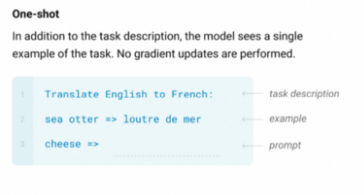 One-shot
In addition to the task description, the model sees a single
example of the task. No gradient updates are performed.
1 Translate English to French: task description
2 sea otter => loutre de mer example
3 cheese => prompt